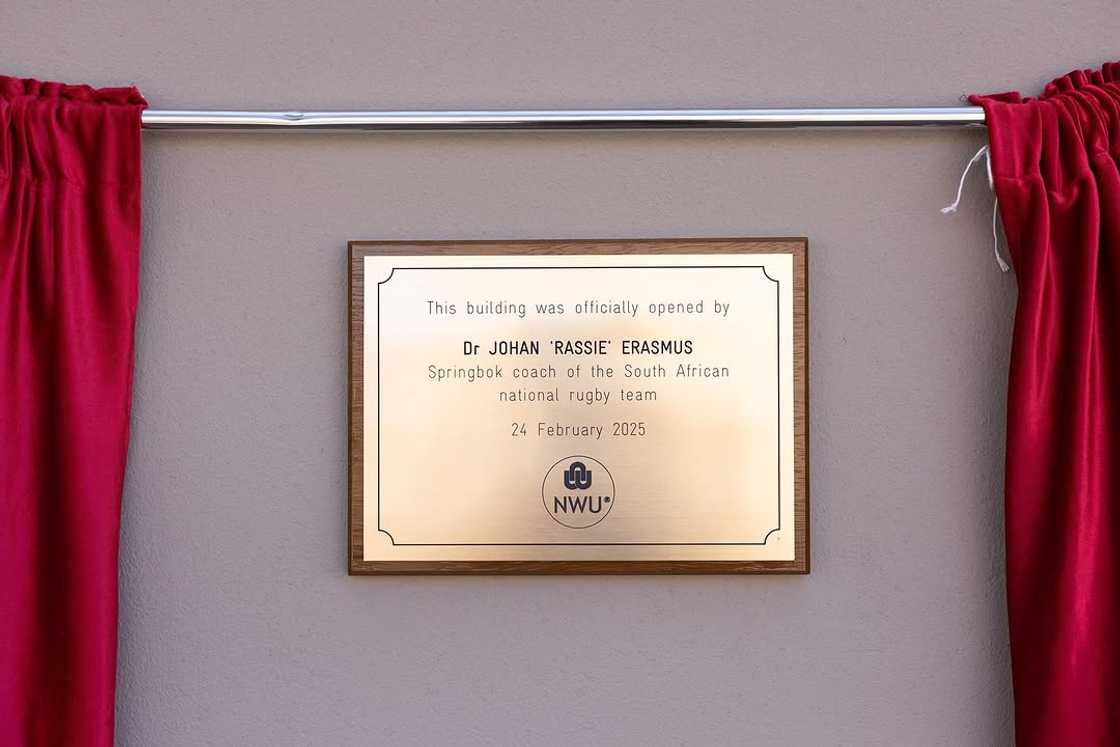 This building was officially opened by
Dr JOHAN 'RASSIE' ERASMUS
Springbok coach of the South African
national rugby team
24 February 2025
NWU®